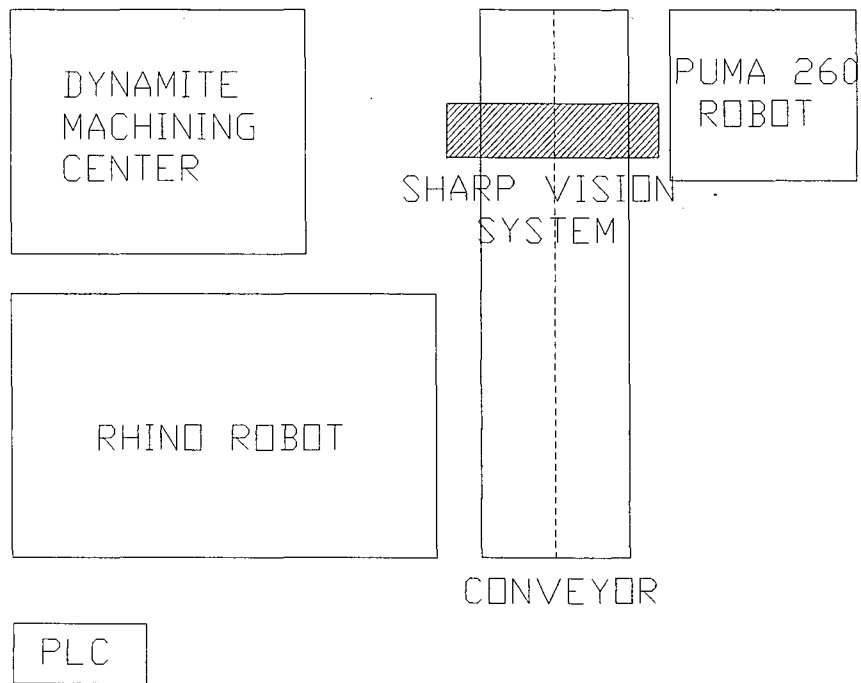 DYNAMITE
MACHINING
CENTER
PUMA 260
ROBOT
SHARP VISION
SYSTEM
RHINO ROBOT
CONVEYOR
PLC